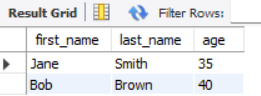 Result Grid Filter Rows:
first_name last_name age
Jane Smith 35
Bob Brown 40